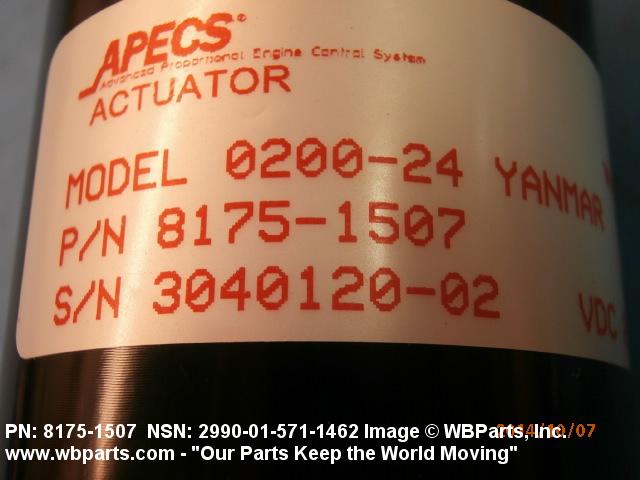 APECS®
Advanced Proportional Engine Control System
ACTUATOR
MODEL 0200-24 YANMAR
P/N 8175-1507
S/N 3040120-02 VDC
PN: 8175-1507 NSN: 2990-01-571-1462 Image © WBParts, Inc.
www.wbparts.com - "Our Parts Keep the World Moving"